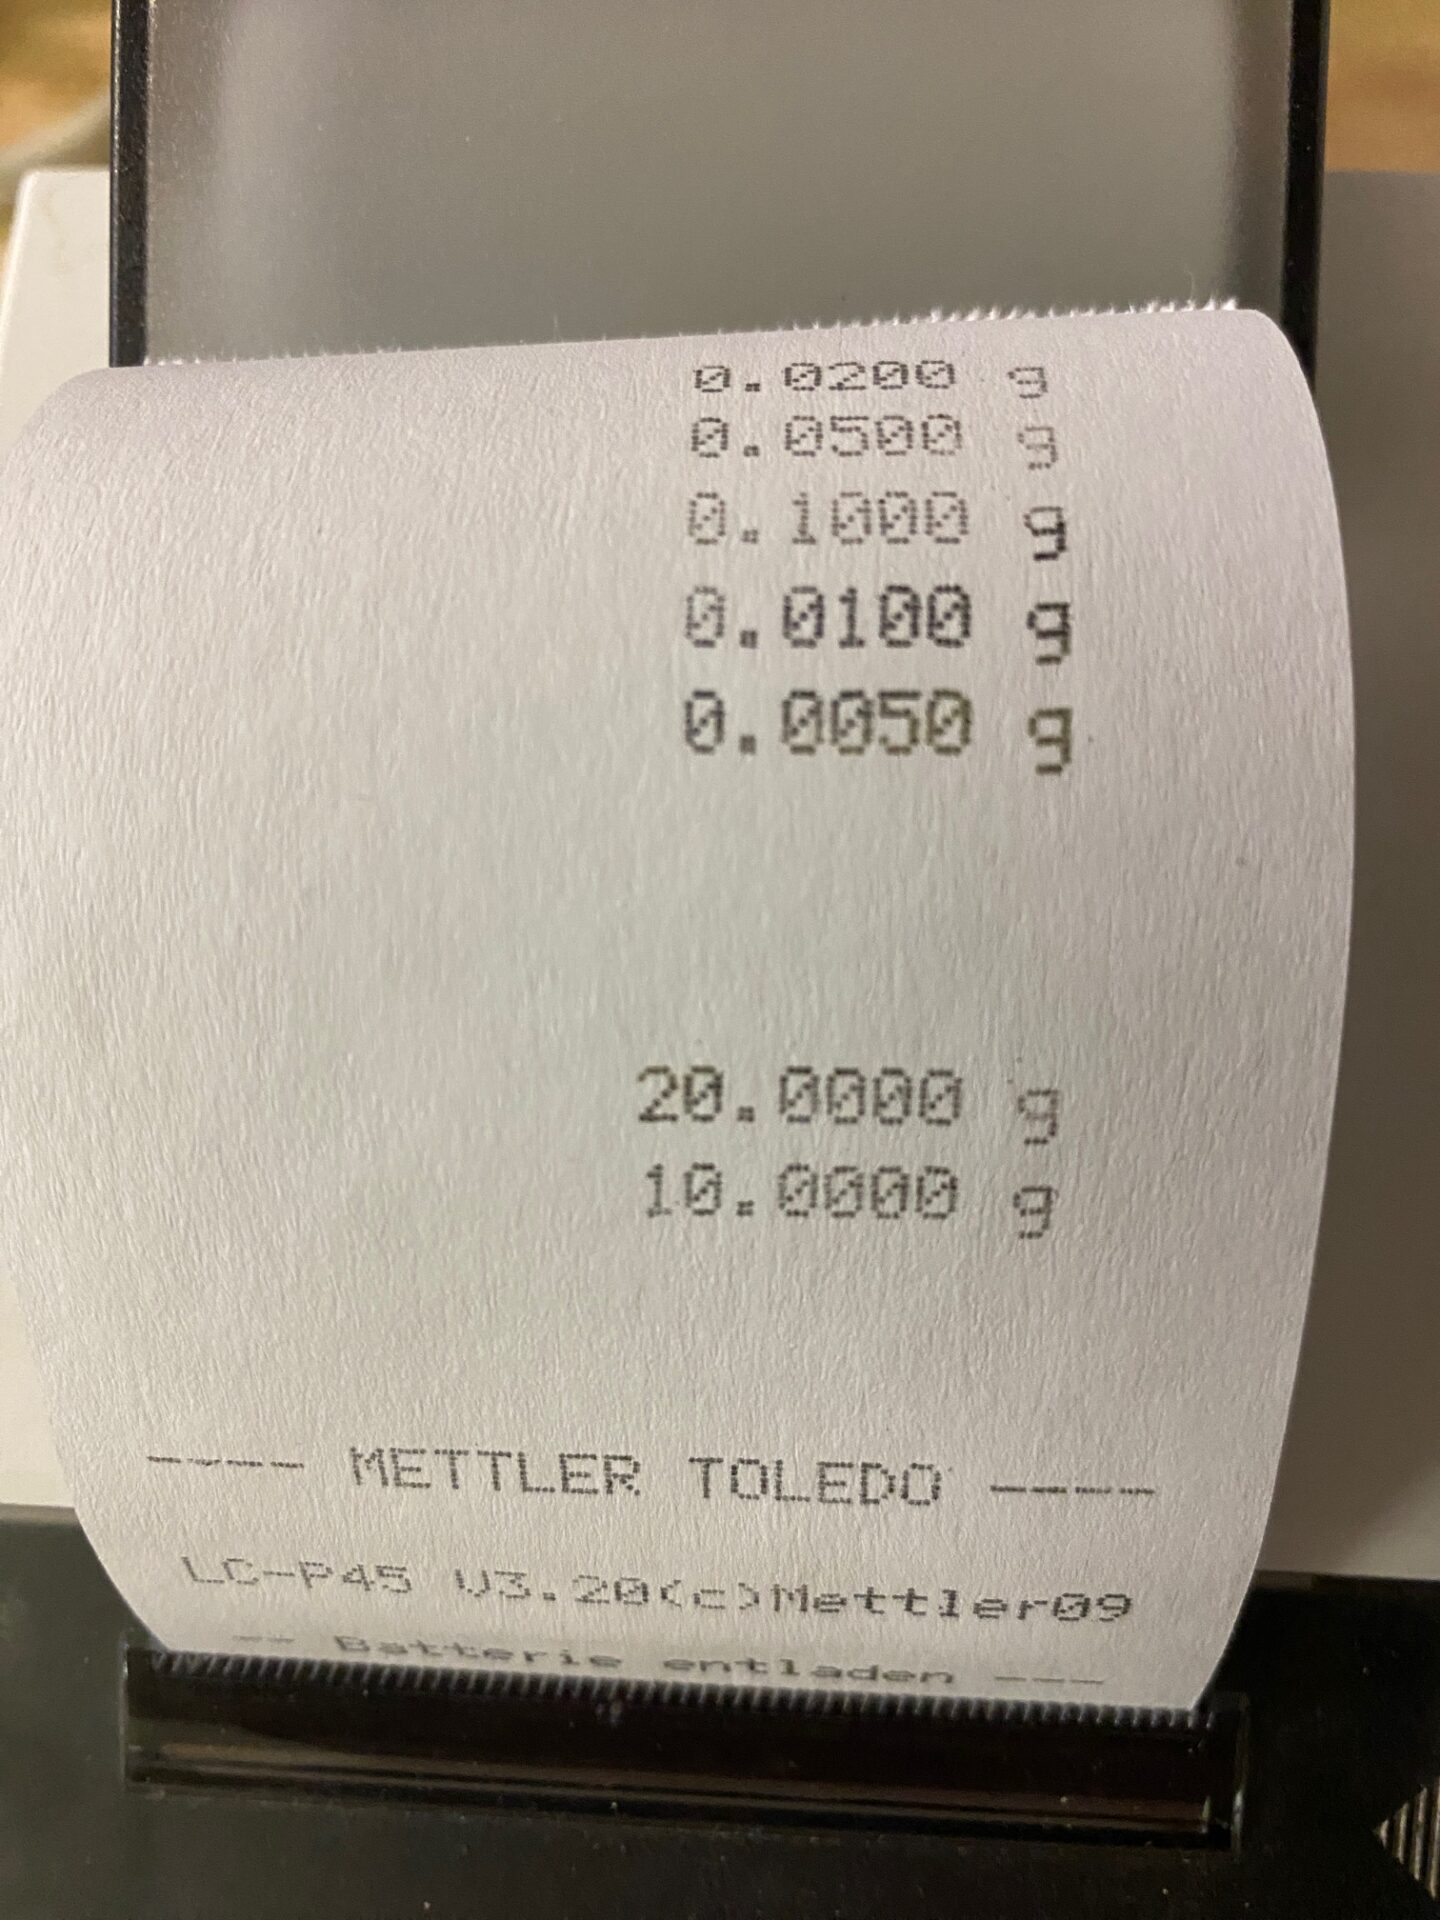 0.0200 g
0.0500 g
0.1000 g
0.0100 g
0.0050 g
20.0000 g
10.0000 g
---- METTLER TOLEDO ----
LC-P45 V3.20(c)Mettler09
-- Batterie entladen ---